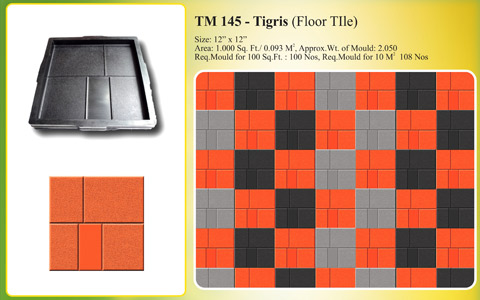 TM 145 - Tigris (Floor TIle)
Size: 12" x 12"
Area: 1.000 Sq. Ft./ 0.093 M², Approx.Wt. of Mould: 2.050
Req.Mould for 100 Sq.Ft. : 100 Nos, Req.Mould for 10 M² 108 Nos